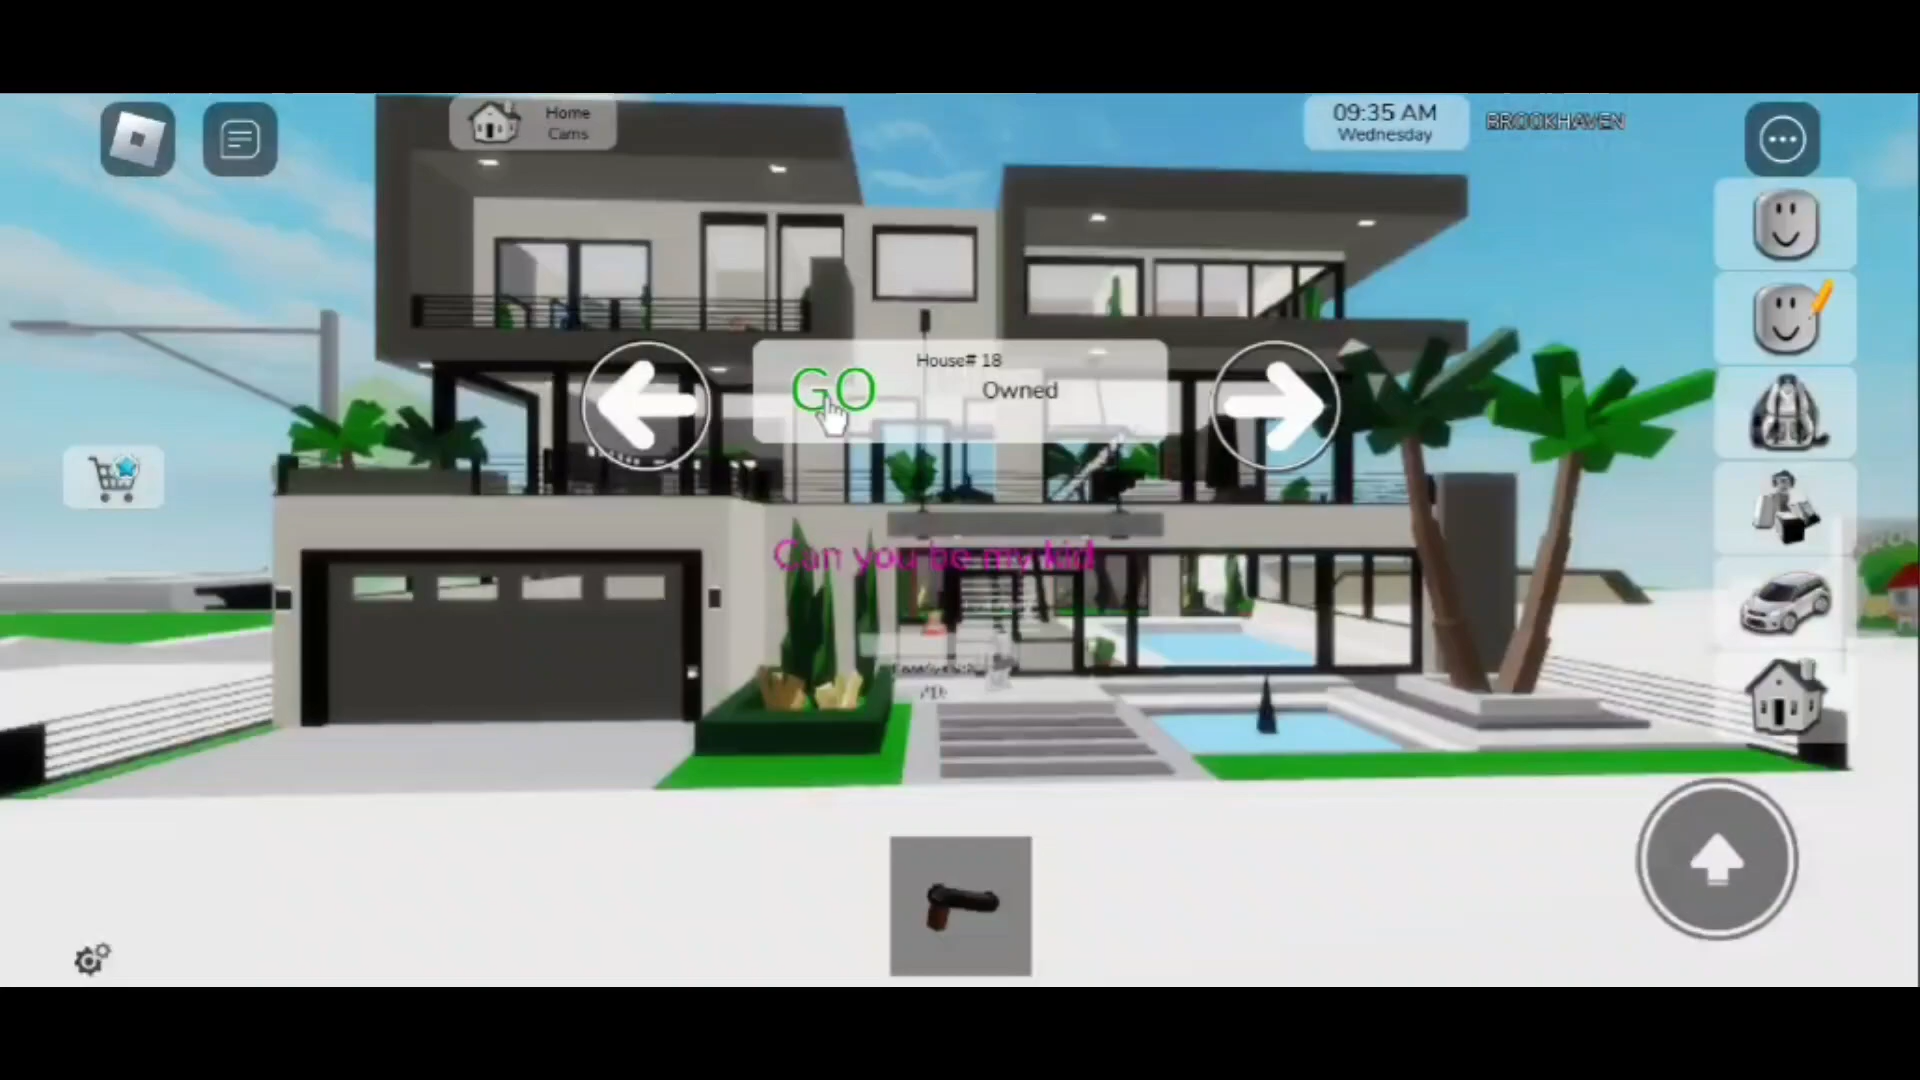 Home
Cams
09:35 AM
Wednesday
BROOKHAVEN
House# 18
GO
Owned
Can you be my kid